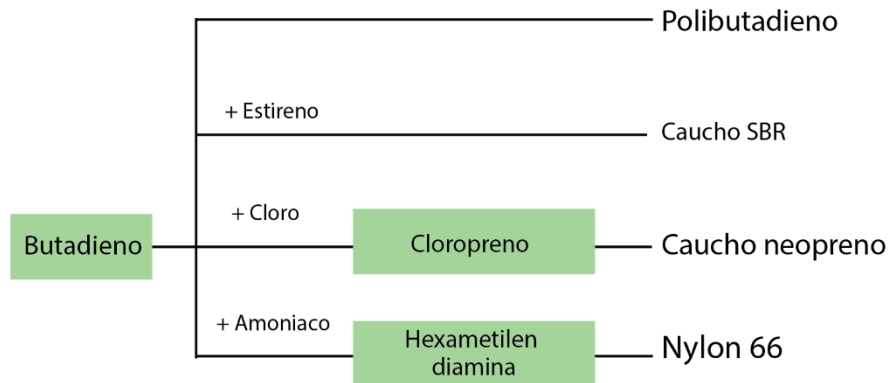 Polibutadieno
+ Estireno
Caucho SBR
+ Cloro
Butadieno
Cloropreno
Caucho neopreno
+ Amoniaco
Hexametilen
diamina
Nylon 66